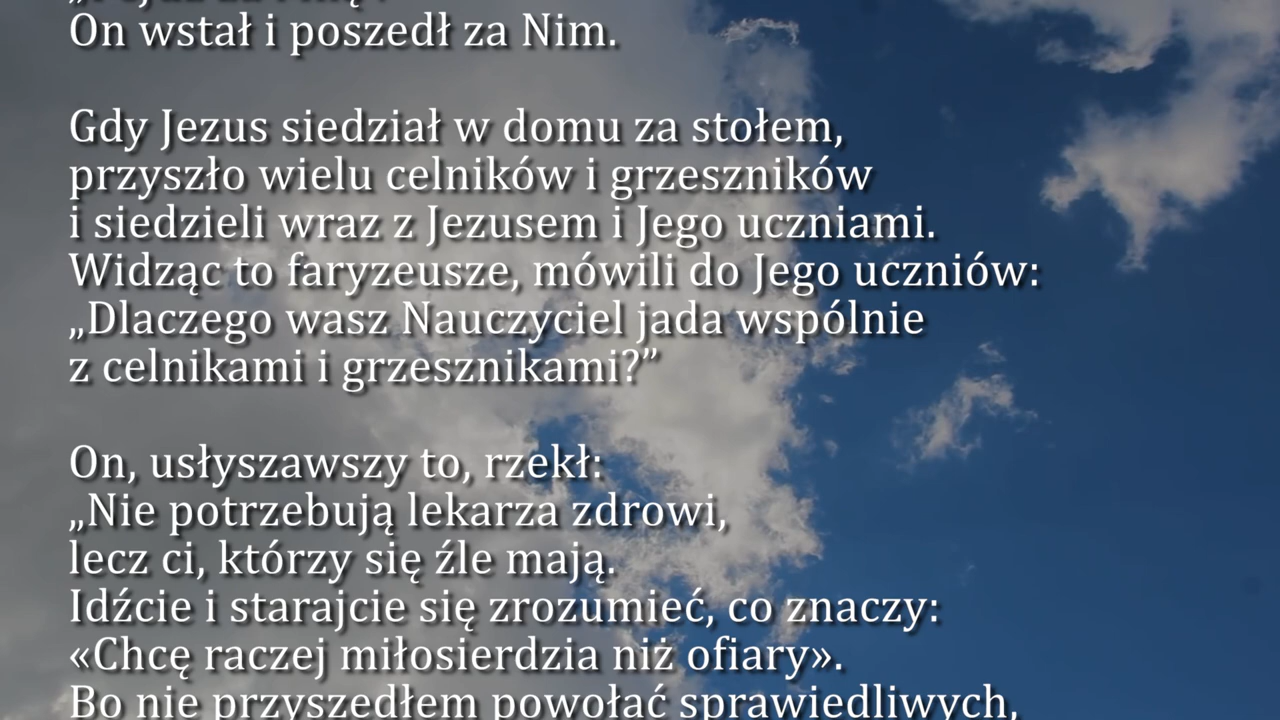 On wstał i poszedł za Nim.
Gdy Jezus siedział w domu za stołem,
przyszło wielu celników i grzeszników
i siedzieli wraz z Jezusem i Jego uczniami.
Widząc to faryzeusze, mówili do Jego uczniów:
„Dlaczego wasz Nauczyciel jada wspólnie
z celnikami i grzesznikami?”
On, usłyszawszy to, rzekł:
„Nie potrzebują lekarza zdrowi,
lecz ci, którzy się źle mają.
Idźcie i starajcie się zrozumieć, co znaczy:
«Chcę raczej miłosierdzia niż ofiary».
Bo nie przyszedłem powołać sprawiedliwych,